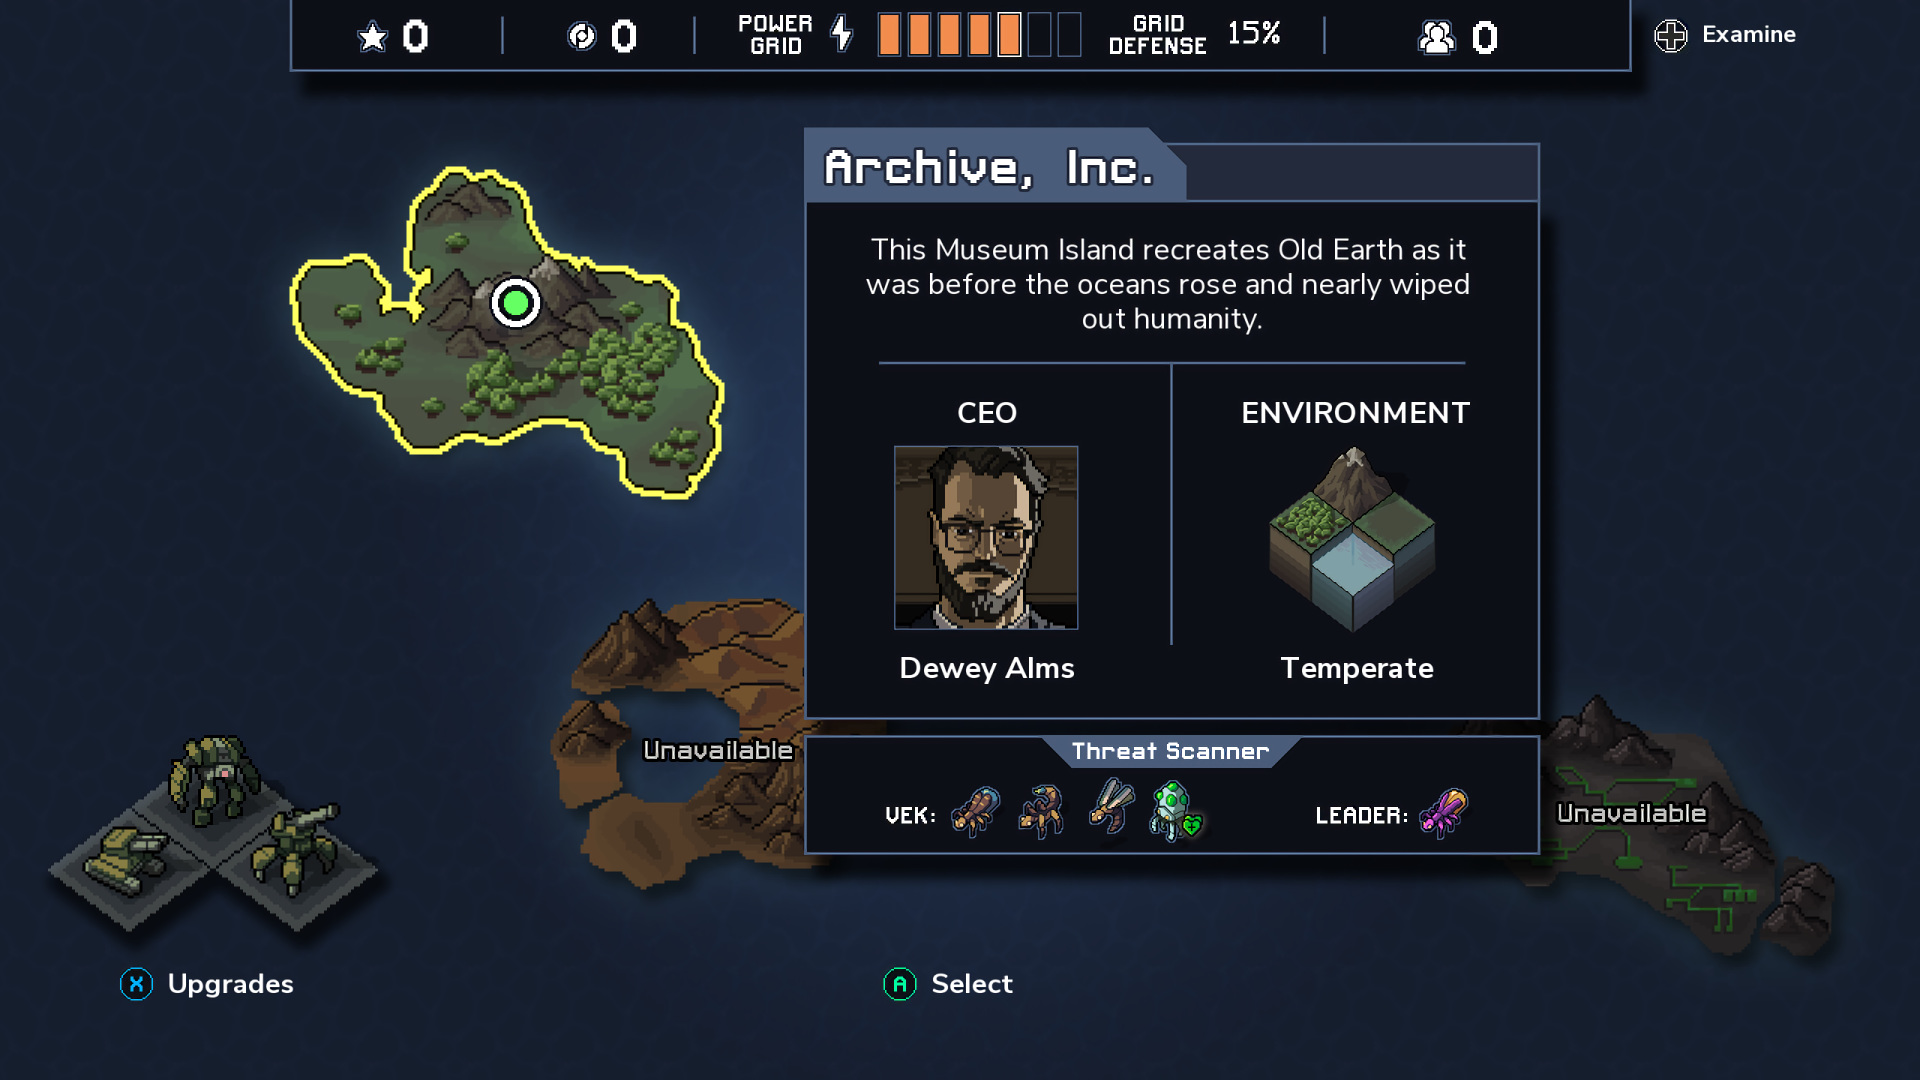 0
0
POWER GRID
GRID DEFENSE
15%
0
Examine
Archive, Inc.
This Museum Island recreates Old Earth as it
was before the oceans rose and nearly wiped
out humanity.
CEO
ENVIRONMENT
Dewey Alms
Temperate
Unavailable
Threat Scanner
VEK:
LEADER:
Unavailable
X Upgrades
A Select